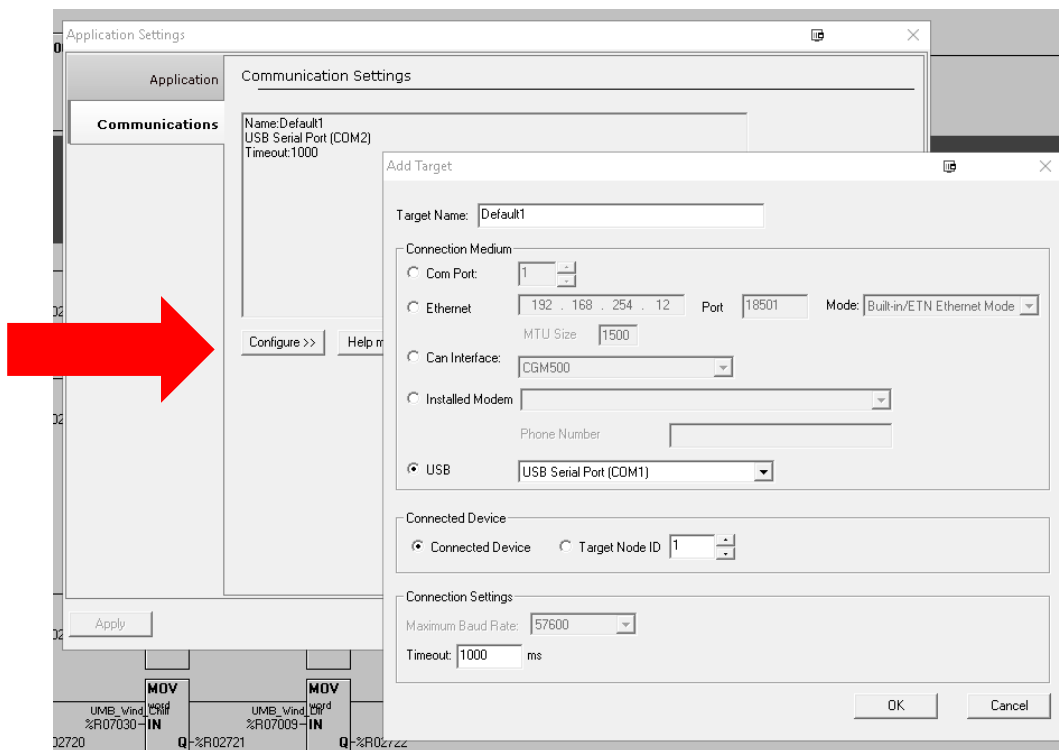 Application Settings
Application
Communications
Communication Settings
Name:Default1
USB Serial Port (COM2)
Timeout:1000
Configure >>
Help m
Apply
Add Target
Target Name: Default1
Connection Medium
Com Port: 1
Ethernet 192 . 168 . 254 . 12 Port 18501 Mode: Built-in/ETN Ethernet Mode
MTU Size 1500
Can Interface: CGM500
Installed Modem
Phone Number
USB USB Serial Port (COM1)
Connected Device
Connected Device Target Node ID 1
Connection Settings
Maximum Baud Rate: 57600
Timeout: 1000 ms
OK Cancel
MOV MOV
word word
UMB_Wind_Chill UMB_Wind_Dir
%R07030 IN %R07009 IN
02720 Q %R02721 Q %R02722